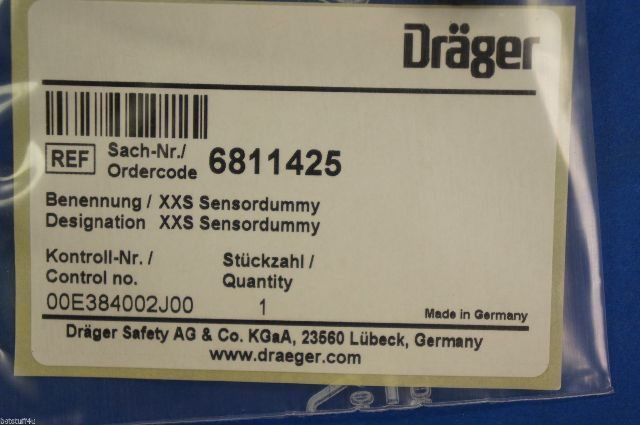 Dräger
REF Sach-Nr./ Ordercode 6811425
Benennung / XXS Sensordummy
Designation XXS Sensordummy
Kontroll-Nr. / Stückzahl /
Control no. Quantity
00E384002J00 1
Made in Germany
Dräger Safety AG & Co. KGaA, 23560 Lübeck, Germany
www.draeger.com
batstuff4u